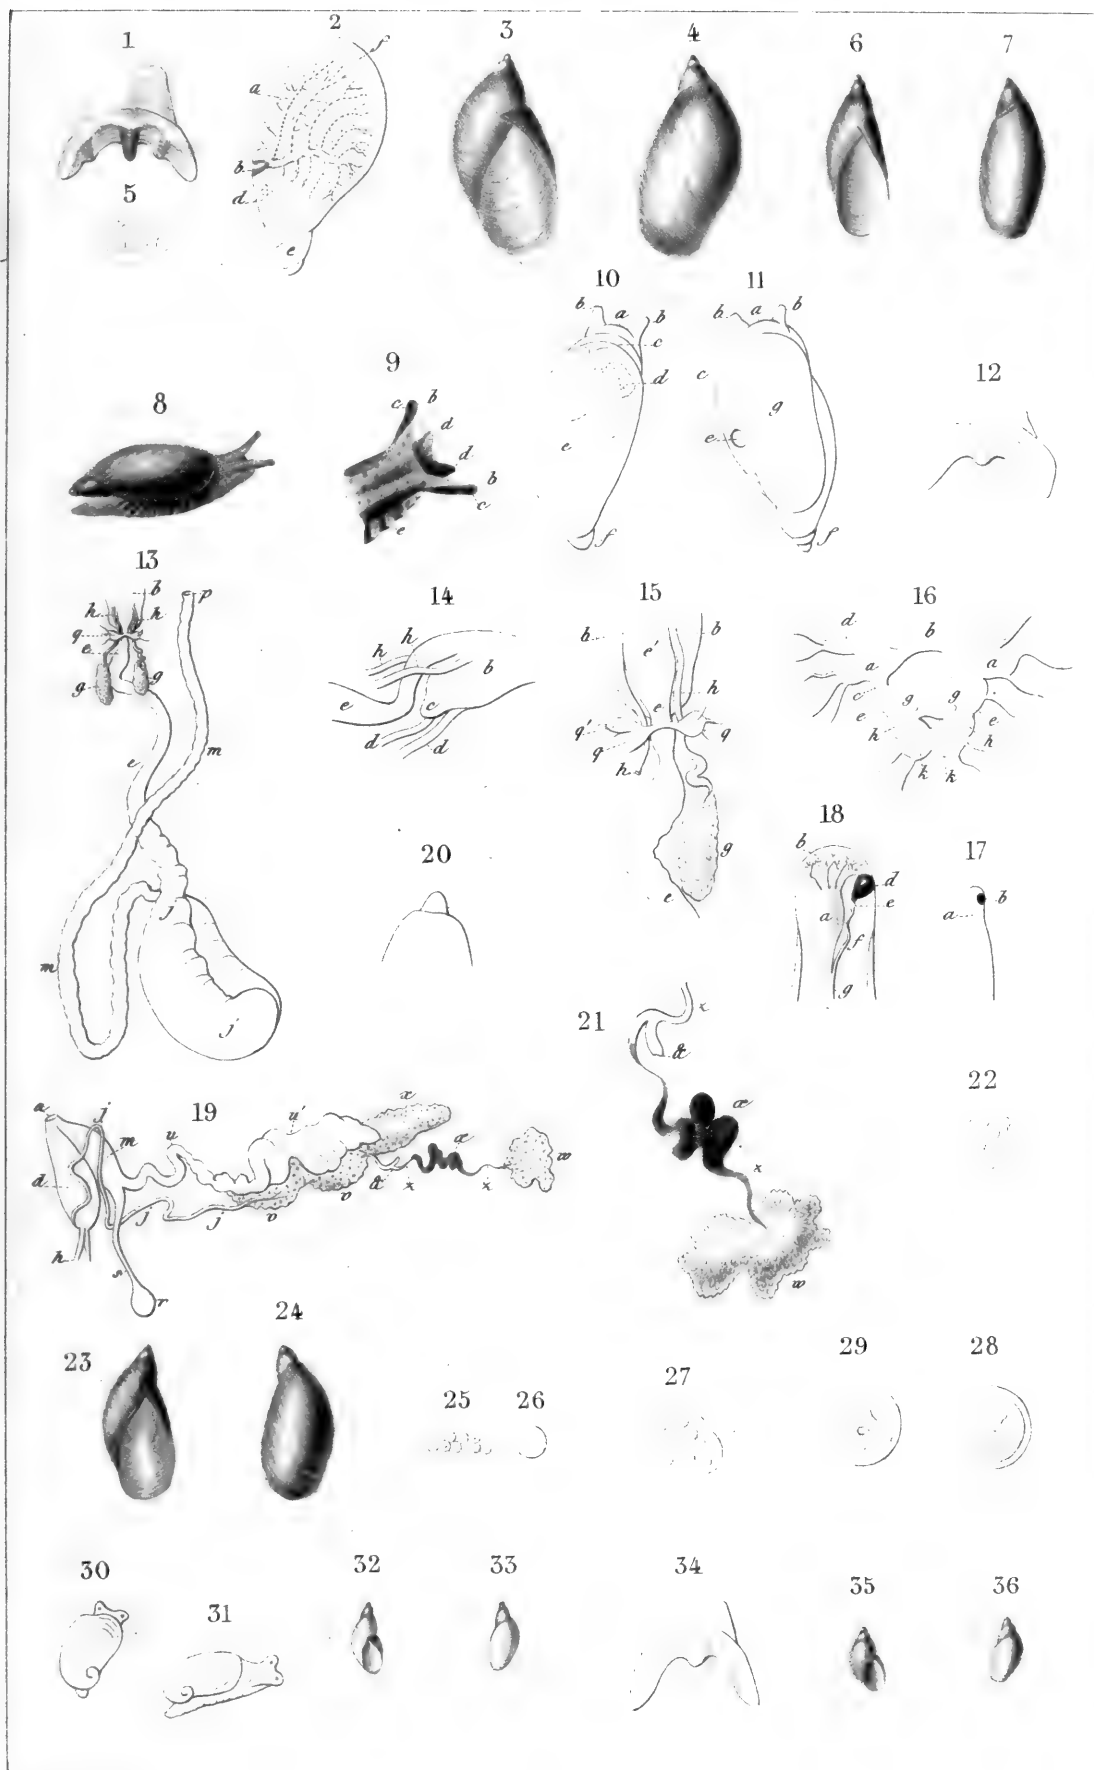 1 2 3 4 6 7
f
a
b
d
e
5
10 11
b a b
c
d
e
f
b a b
c
g
e
f
12
8 9
c b
d
d
b
c
e
13
b p
h h
q
e
g g
e
m
m
j
j
14
h
h
b
e c
d d
15
b e' b
h
e
q' q
q
h
g
e
16
d b
a a
c
g g
e e
h h
k k
20
18
b
d
e
a
f
g
17
a b
21
x
&
æ
x
w
22
19
a j m u u' x
æ
w
d
& x x
v v
j j
h
s
r
23 24 25 26 27 29 28
c
30 31 32 33 34 35 36